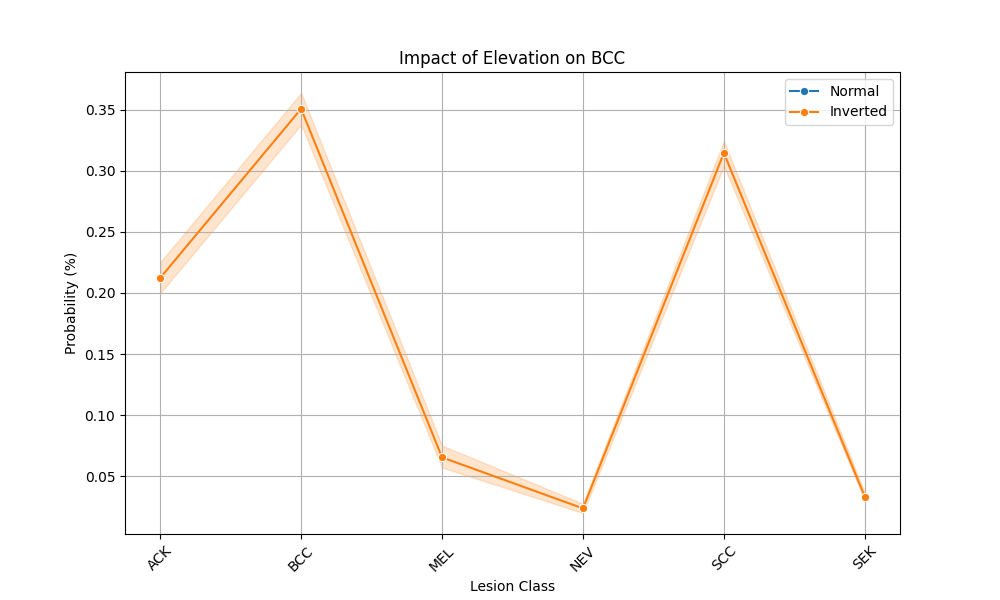 Impact of Elevation on BCC
Normal
Inverted
Probability (%)
0.35
0.30
0.25
0.20
0.15
0.10
0.05
ACK
BCC
MEL
NEV
SCC
SEK
Lesion Class